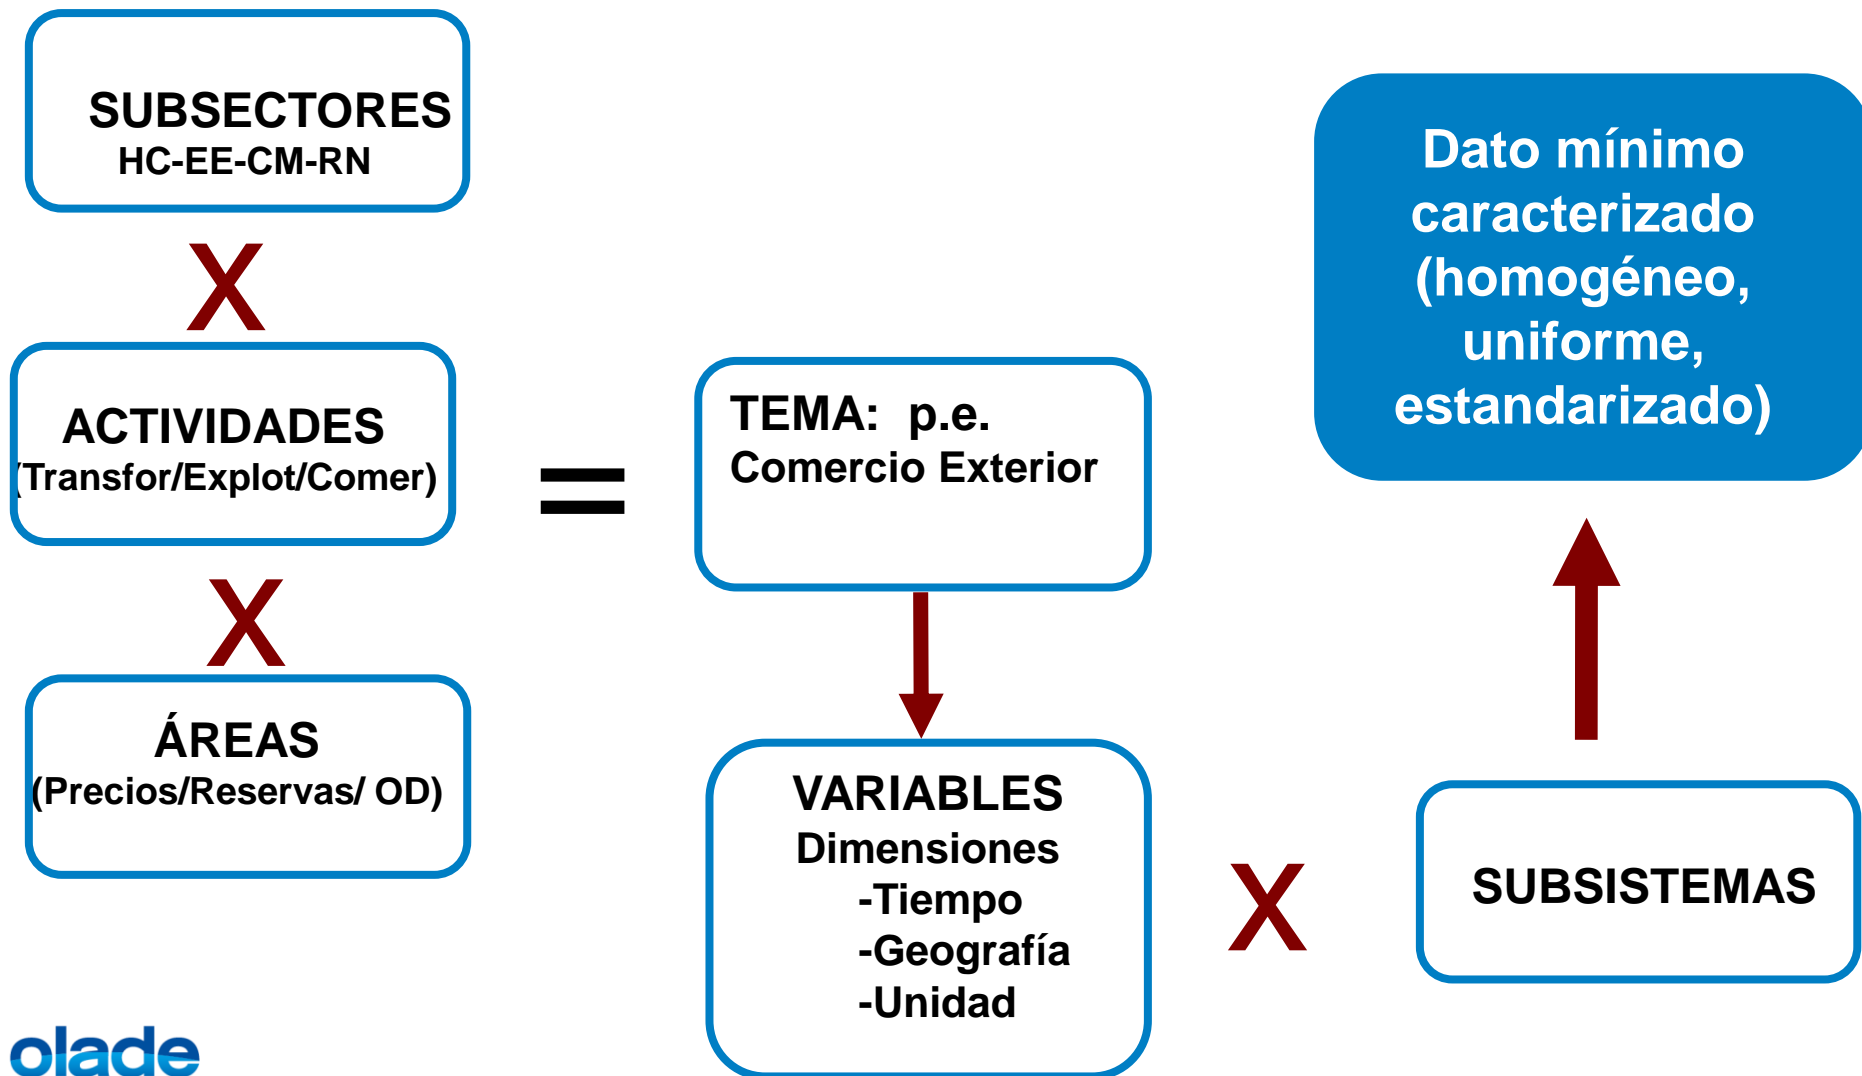 SUBSECTORES
HC-EE-CM-RN
X
ACTIVIDADES
(Transfor/Explot/Comer)
X
ÁREAS
(Precios/Reservas/ OD)
=
TEMA:  p.e.
Comercio Exterior
VARIABLES
Dimensiones
-Tiempo
-Geografía
-Unidad
X
SUBSISTEMAS
Dato mínimo
caracterizado
(homogéneo,
uniforme,
estandarizado)
olade